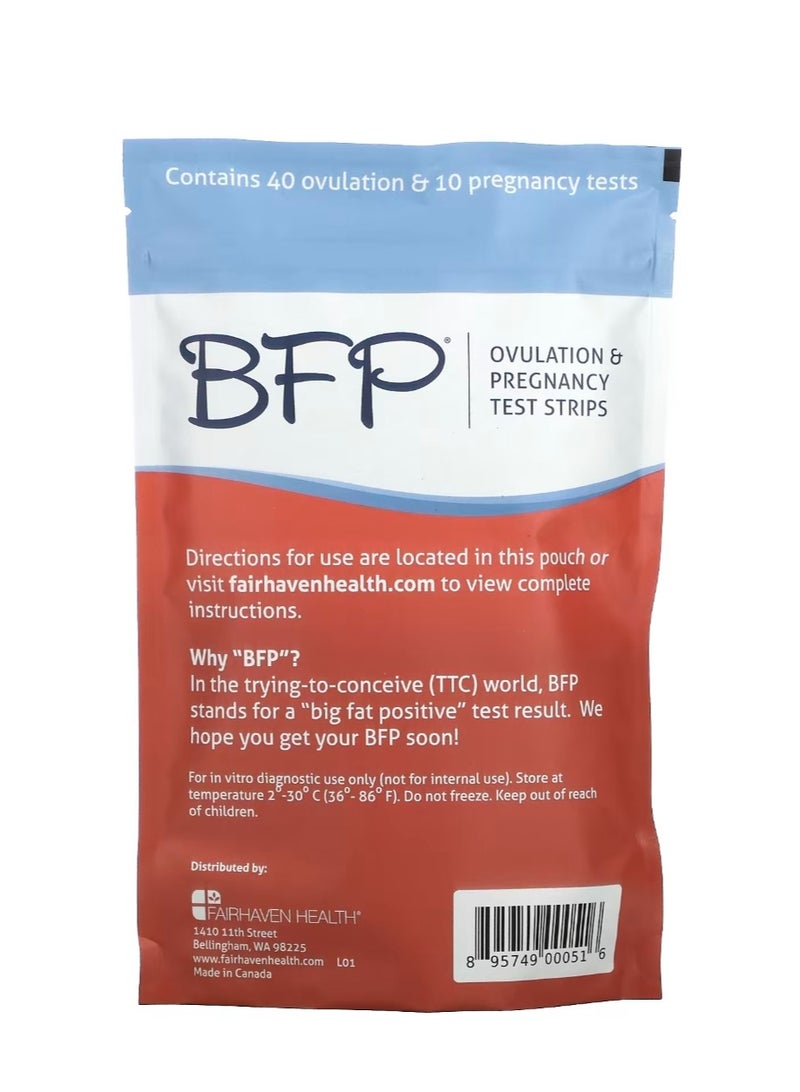 Contains 40 ovulation & 10 pregnancy tests
BFP®
OVULATION &
PREGNANCY
TEST STRIPS
Directions for use are located in this pouch or
visit fairhavenhealth.com to view complete
instructions.
Why “BFP”?
In the trying-to-conceive (TTC) world, BFP
stands for a “big fat positive” test result. We
hope you get your BFP soon!
For in vitro diagnostic use only (not for internal use). Store at
temperature 2°-30° C (36°- 86° F). Do not freeze. Keep out of reach
of children.
Distributed by:
FAIRHAVEN HEALTH®
1410 11th Street
Bellingham, WA 98225
www.fairhavenhealth.com L01
Made in Canada
8 95749 00051 6